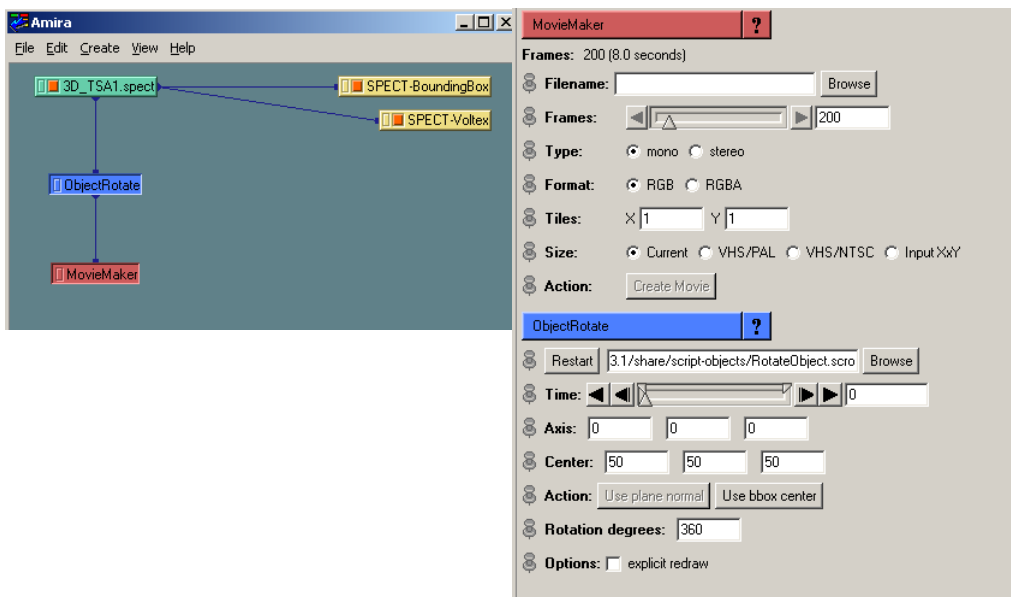 Amira
File Edit Create View Help
3D_TSA1.spect
SPECT-BoundingBox
SPECT-Voltex
ObjectRotate
MovieMaker
MovieMaker ?
Frames: 200 (8.0 seconds)
Filename: Browse
Frames: 200
Type: mono stereo
Format: RGB RGBA
Tiles: X 1 Y 1
Size: Current VHS/PAL VHS/NTSC Input XxY
Action: Create Movie
ObjectRotate ?
Restart 3.1/share/script-objects/RotateObject.scro Browse
Time: 0
Axis: 0 0 0
Center: 50 50 50
Action: Use plane normal Use bbox center
Rotation degrees: 360
Options: explicit redraw